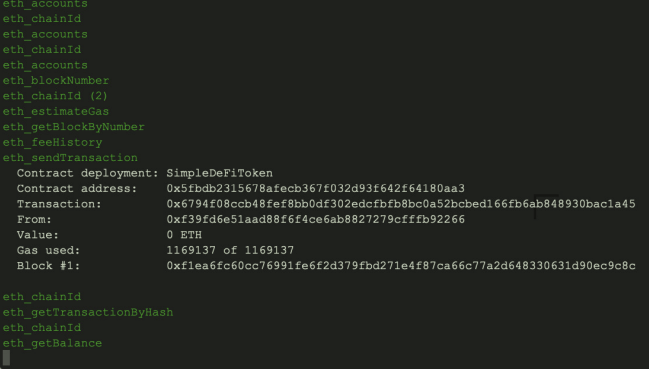 eth_accounts
eth_chainId
eth_accounts
eth_chainId
eth_accounts
eth_blockNumber
eth_chainId (2)
eth_estimateGas
eth_getBlockByNumber
eth_feeHistory
eth_sendTransaction
Contract deployment: SimpleDeFiToken
Contract address: 0x5fbdb2315678afecb367f032d93f642f64180aa3
Transaction: 0x6794f08ccb48fef8bb0df302edcfbfb8bc0a52bcbed166fb6ab848930bac1a45
From: 0xf39fd6e51aad88f6f4ce6ab8827279cfffb92266
Value: 0 ETH
Gas used: 1169137 of 1169137
Block #1: 0xf1ea6fc60cc76991fe6f2d379fbd271e4f87ca66c77a2d648330631d90ec9c8c
eth_chainId
eth_getTransactionByHash
eth_chainId
eth_getBalance